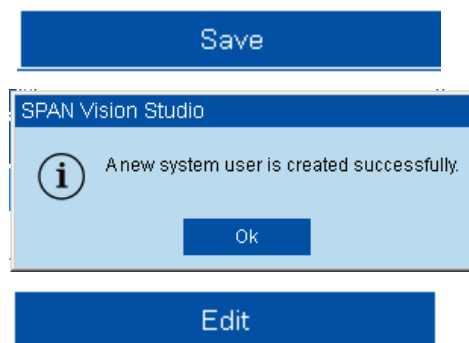 Save
SPAN Vision Studio
A new system user is created successfully.
Ok
Edit